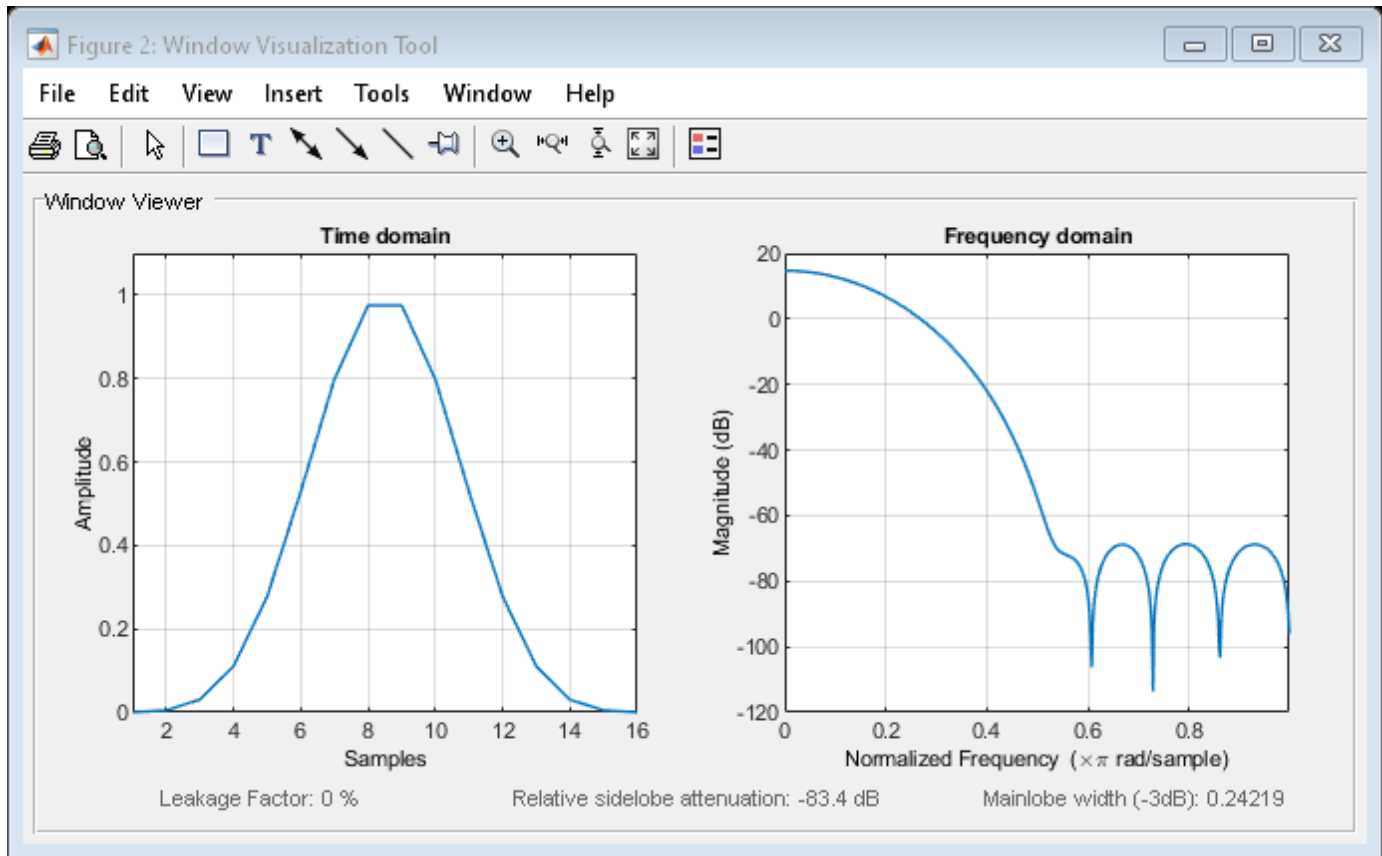 Figure 2: Window Visualization Tool
File Edit View Insert Tools Window Help
T
Window Viewer
Time domain
1
0.8
0.6
0.4
0.2
0
Amplitude
2 4 6 8 10 12 14 16
Samples
Frequency domain
20
0
-20
-40
-60
-80
-100
-120
Magnitude (dB)
0 0.2 0.4 0.6 0.8
Normalized Frequency (×π rad/sample)
Leakage Factor: 0 % Relative sidelobe attenuation: -83.4 dB Mainlobe width (-3dB): 0.24219